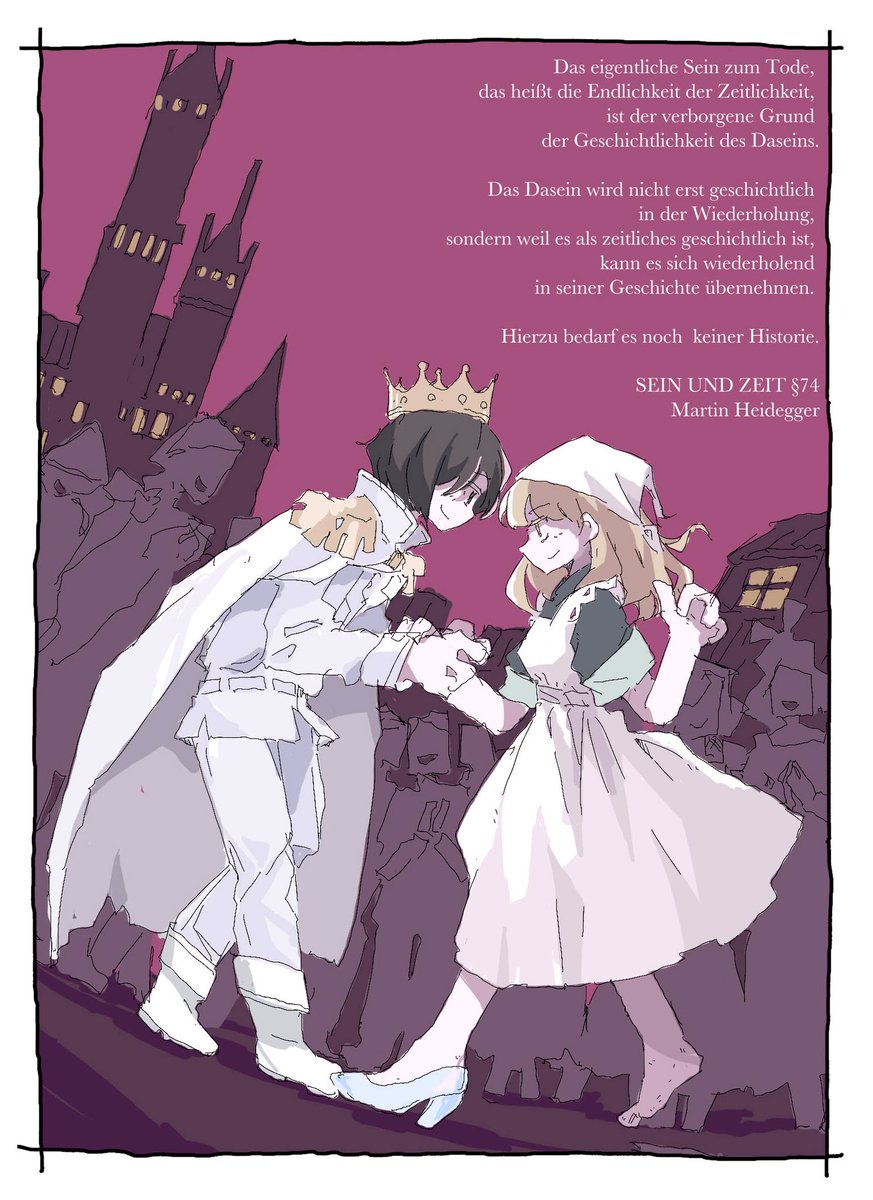 Das eigentliche Sein zum Tode,
das heißt die Endlichkeit der Zeitlichkeit,
ist der verborgene Grund
der Geschichtlichkeit des Daseins.
Das Dasein wird nicht erst geschichtlich
in der Wiederholung,
sondern weil es als zeitliches geschichtlich ist,
kann es sich wiederholend
in seiner Geschichte übernehmen.
Hierzu bedarf es noch  keiner Historie.
SEIN UND ZEIT §74
Martin Heidegger